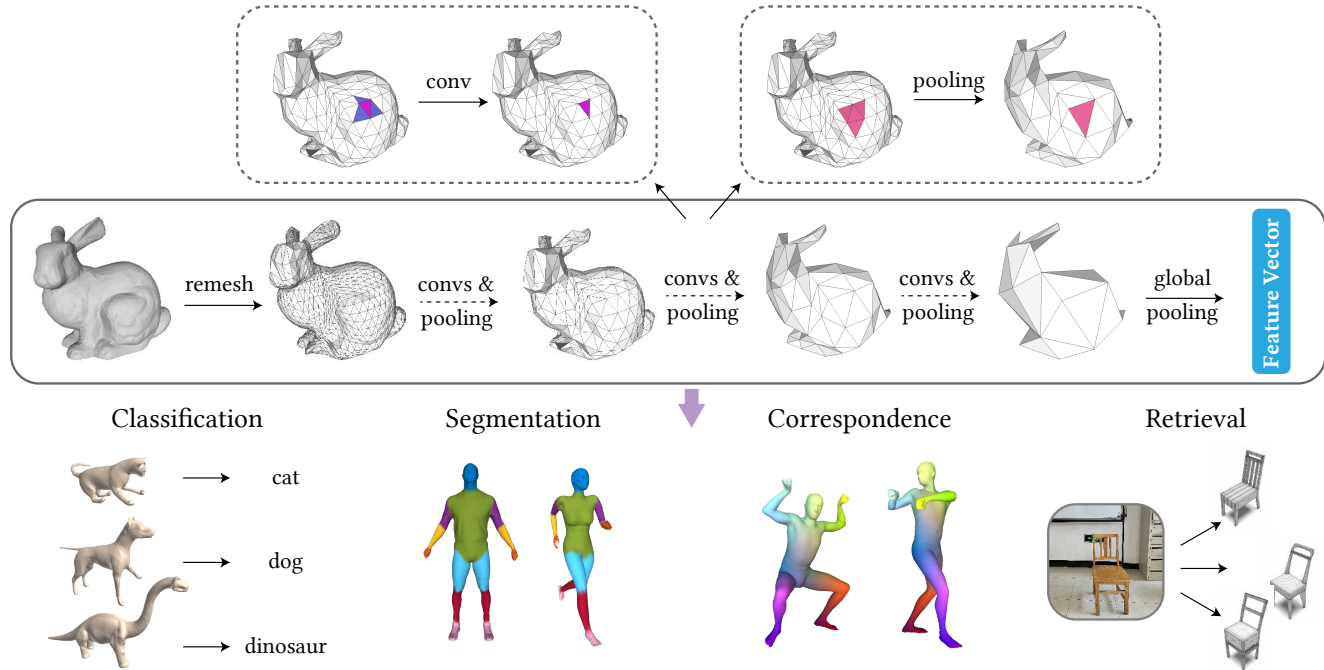 conv
pooling
remesh
convs &
pooling
convs &
pooling
convs &
pooling
global
pooling
Feature Vector
Classification
Segmentation
Correspondence
Retrieval
cat
dog
dinosaur